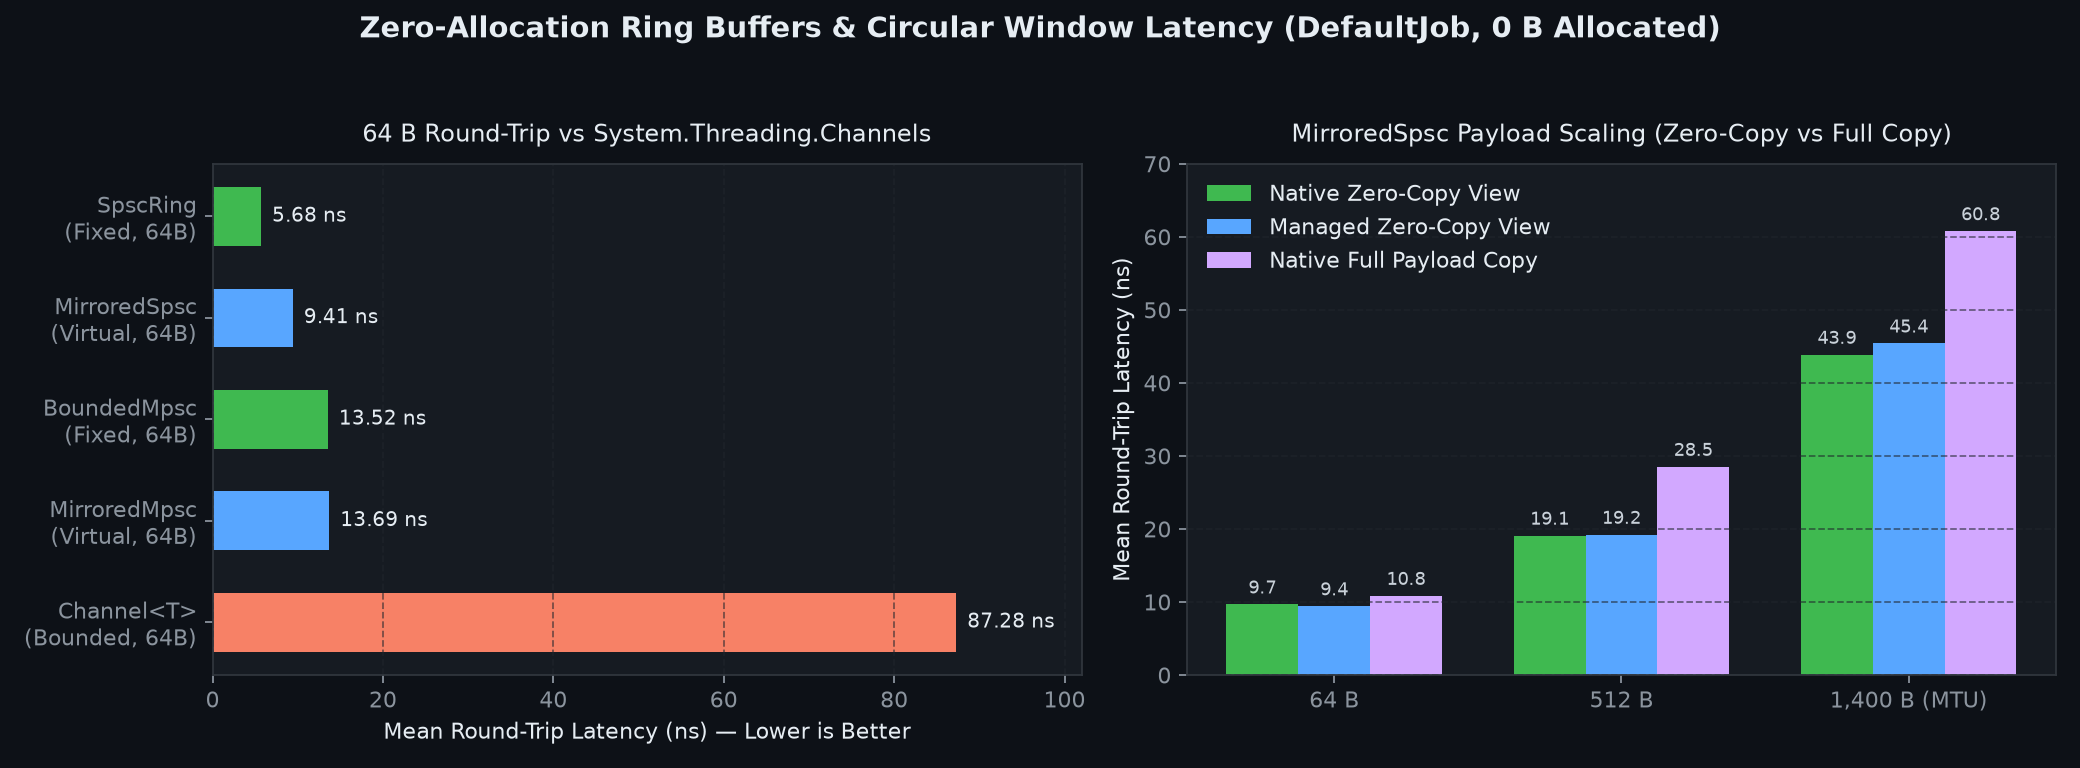 Zero-Allocation Ring Buffers & Circular Window Latency (DefaultJob, 0 B Allocated)
64 B Round-Trip vs System.Threading.Channels
SpscRing
(Fixed, 64B)
5.68 ns
MirroredSpsc
(Virtual, 64B)
9.41 ns
BoundedMpsc
(Fixed, 64B)
13.52 ns
MirroredMpsc
(Virtual, 64B)
13.69 ns
Channel<T>
(Bounded, 64B)
87.28 ns
0 20 40 60 80 100
Mean Round-Trip Latency (ns) — Lower is Better
MirroredSpsc Payload Scaling (Zero-Copy vs Full Copy)
Mean Round-Trip Latency (ns)
70
60
50
40
30
20
10
0
Native Zero-Copy View
Managed Zero-Copy View
Native Full Payload Copy
9.7 9.4 10.8
19.1 19.2 28.5
43.9 45.4 60.8
64 B 512 B 1,400 B (MTU)